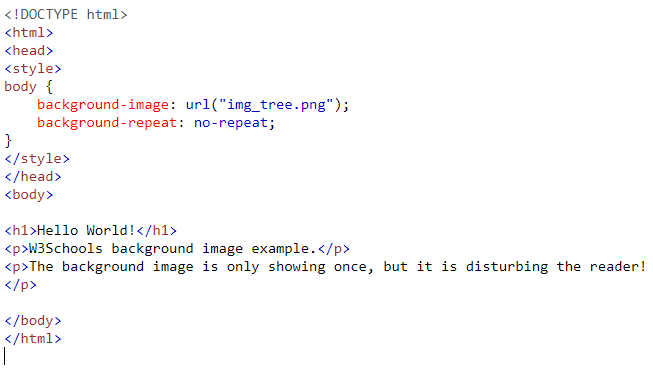 <!DOCTYPE html>
<html>
<head>
<style>
body {
    background-image: url("img_tree.png");
    background-repeat: no-repeat;
}
</style>
</head>
<body>

<h1>Hello World!</h1>
<p>W3Schools background image example.</p>
<p>The background image is only showing once, but it is disturbing the reader!
</p>

</body>
</html>